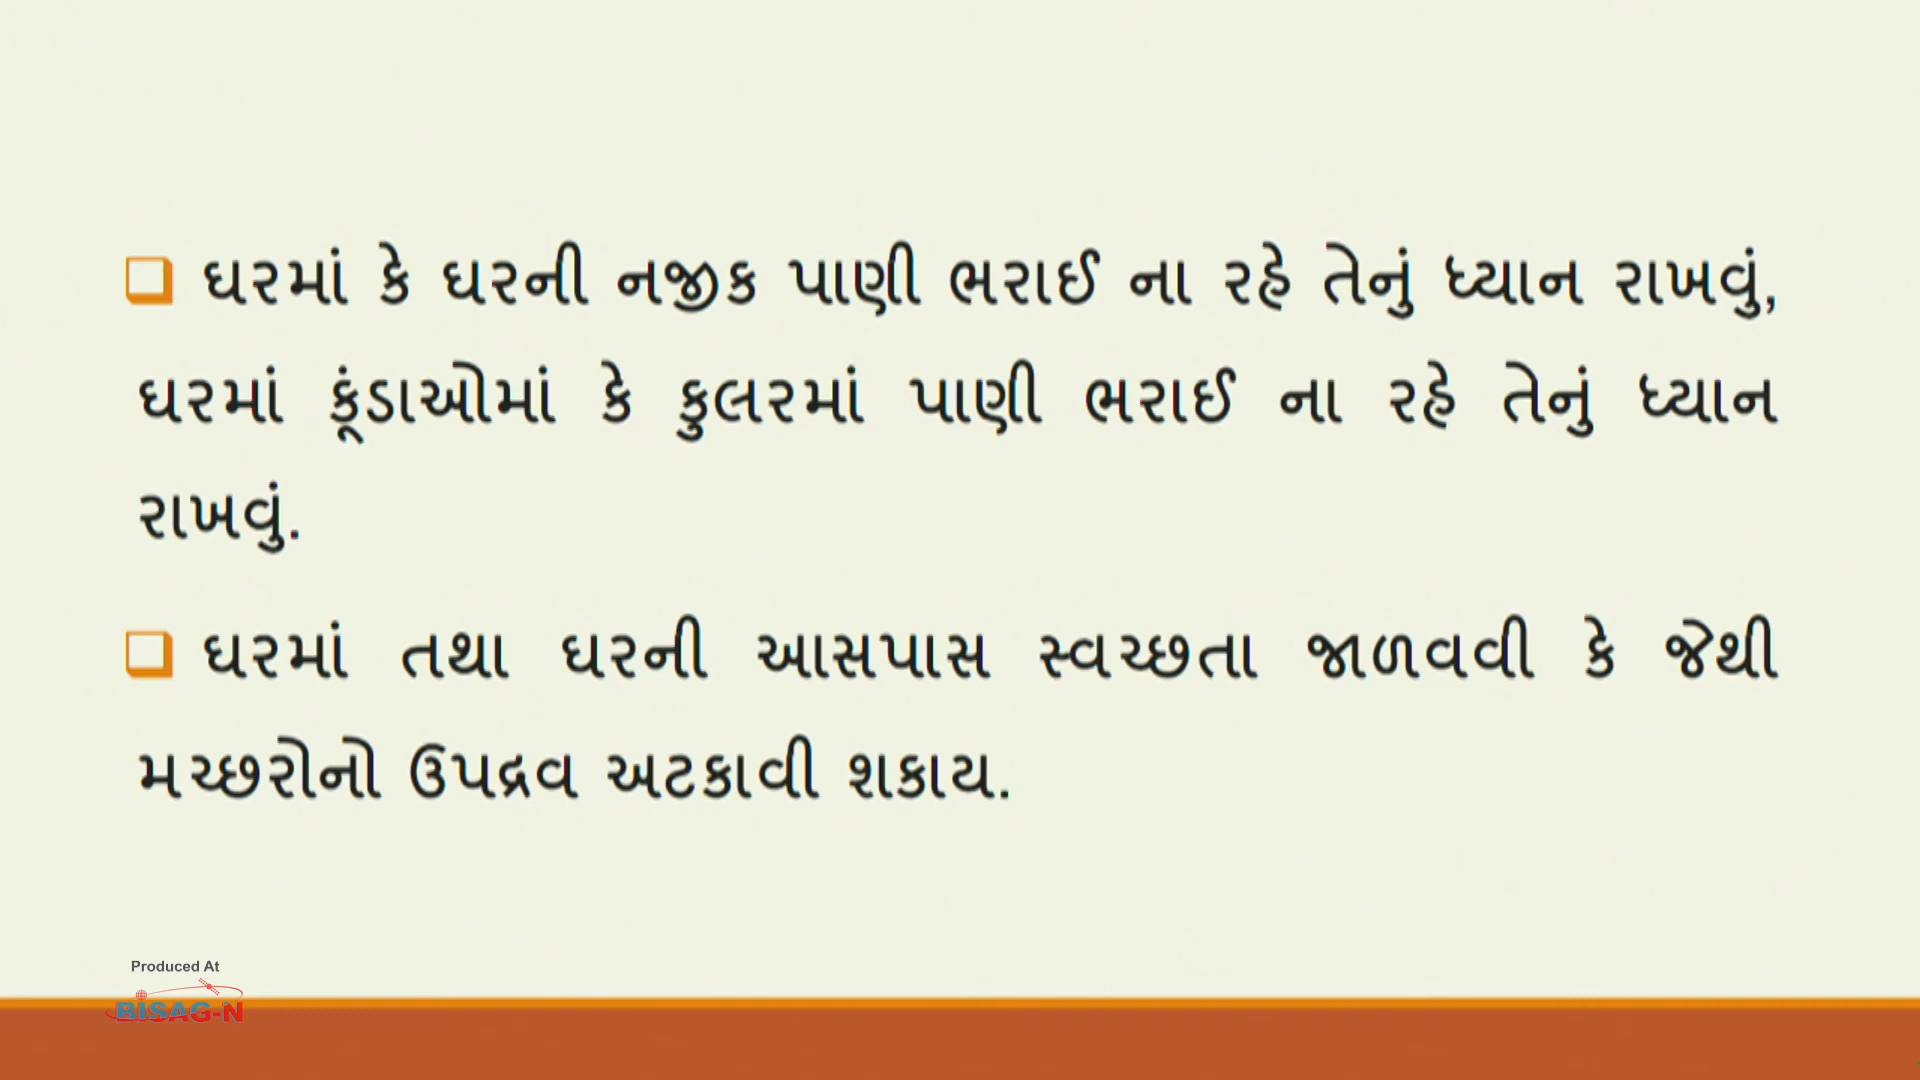 ઘરમાં કે ઘરની નજીક પાણી ભરાઈ ના રહે તેનું ધ્યાન રાખવું,
ઘરમાં કૂંડાઓમાં કે કુલરમાં પાણી ભરાઈ ના રહે તેનું ધ્યાન
રાખવું.
ઘરમાં તથા ઘરની આસપાસ સ્વચ્છતા જાળવવી કે જેથી
મચ્છરોનો ઉપદ્રવ અટકાવી શકાય.
Produced At
BISAG-N